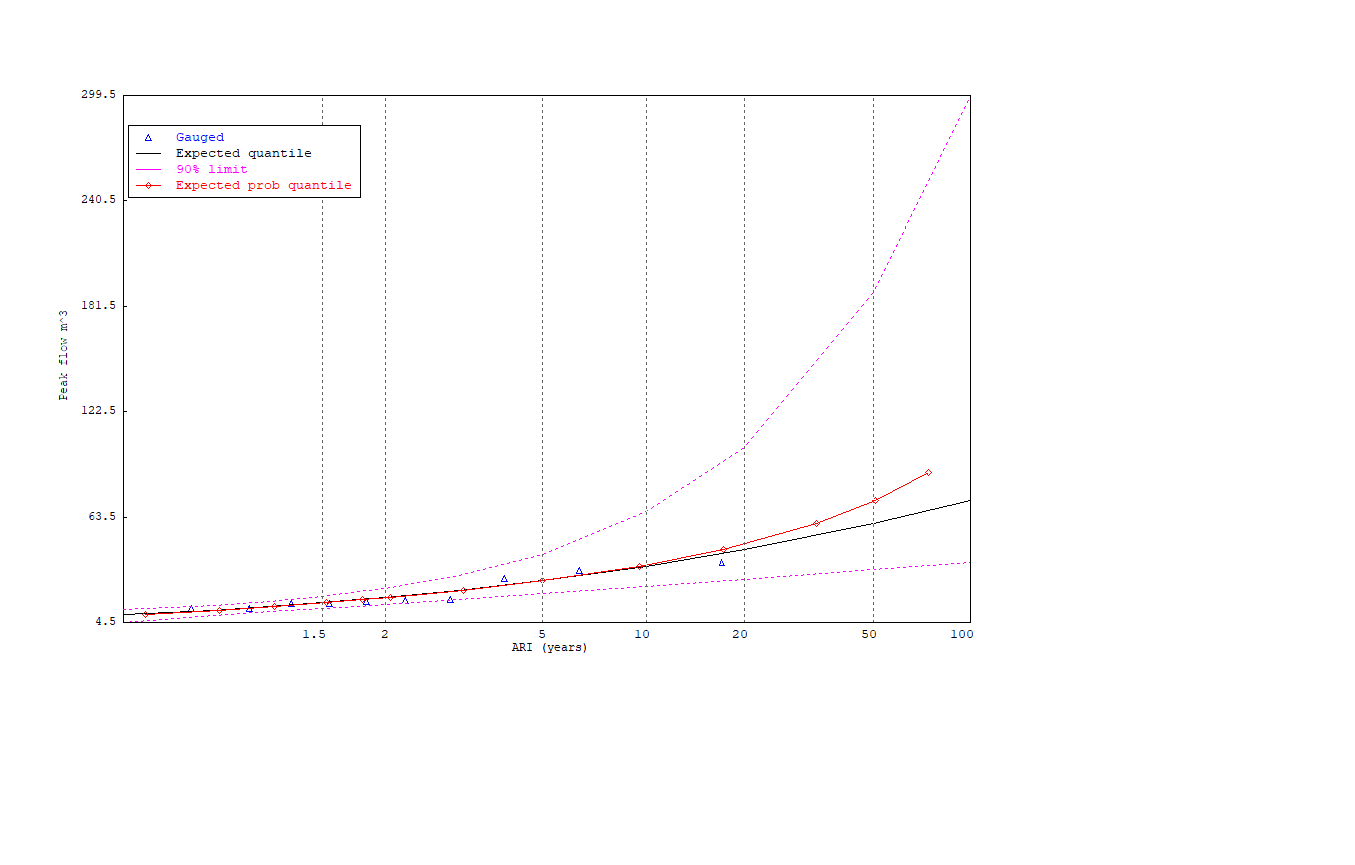 299.5
Gauged
Expected quantile
90% limit
Expected prob quantile
240.5
181.5
Peak flow m^3
122.5
63.5
4.5
1.5 2 5 10 20 50 100
ARI (years)